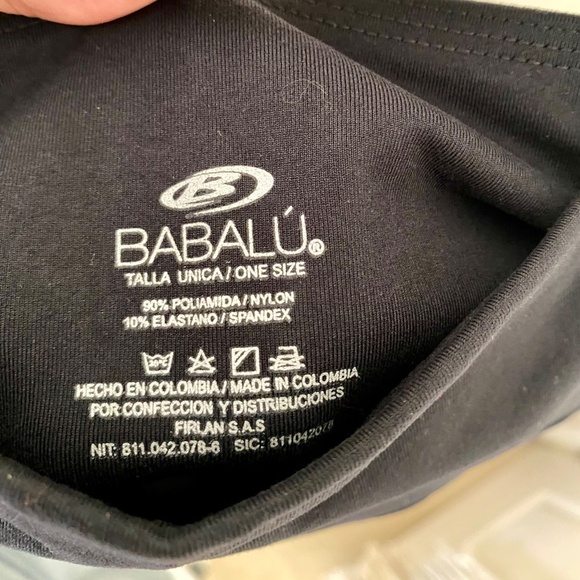 B
BABALÚ®
TALLA UNICA / ONE SIZE
90% POLIAMIDA / NYLON
10% ELASTANO / SPANDEX
HECHO EN COLOMBIA / MADE IN COLOMBIA
POR CONFECCION Y DISTRIBUCIONES
FIRLAN S.A.S
NIT: 811.042.078-6 SIC: 811042078